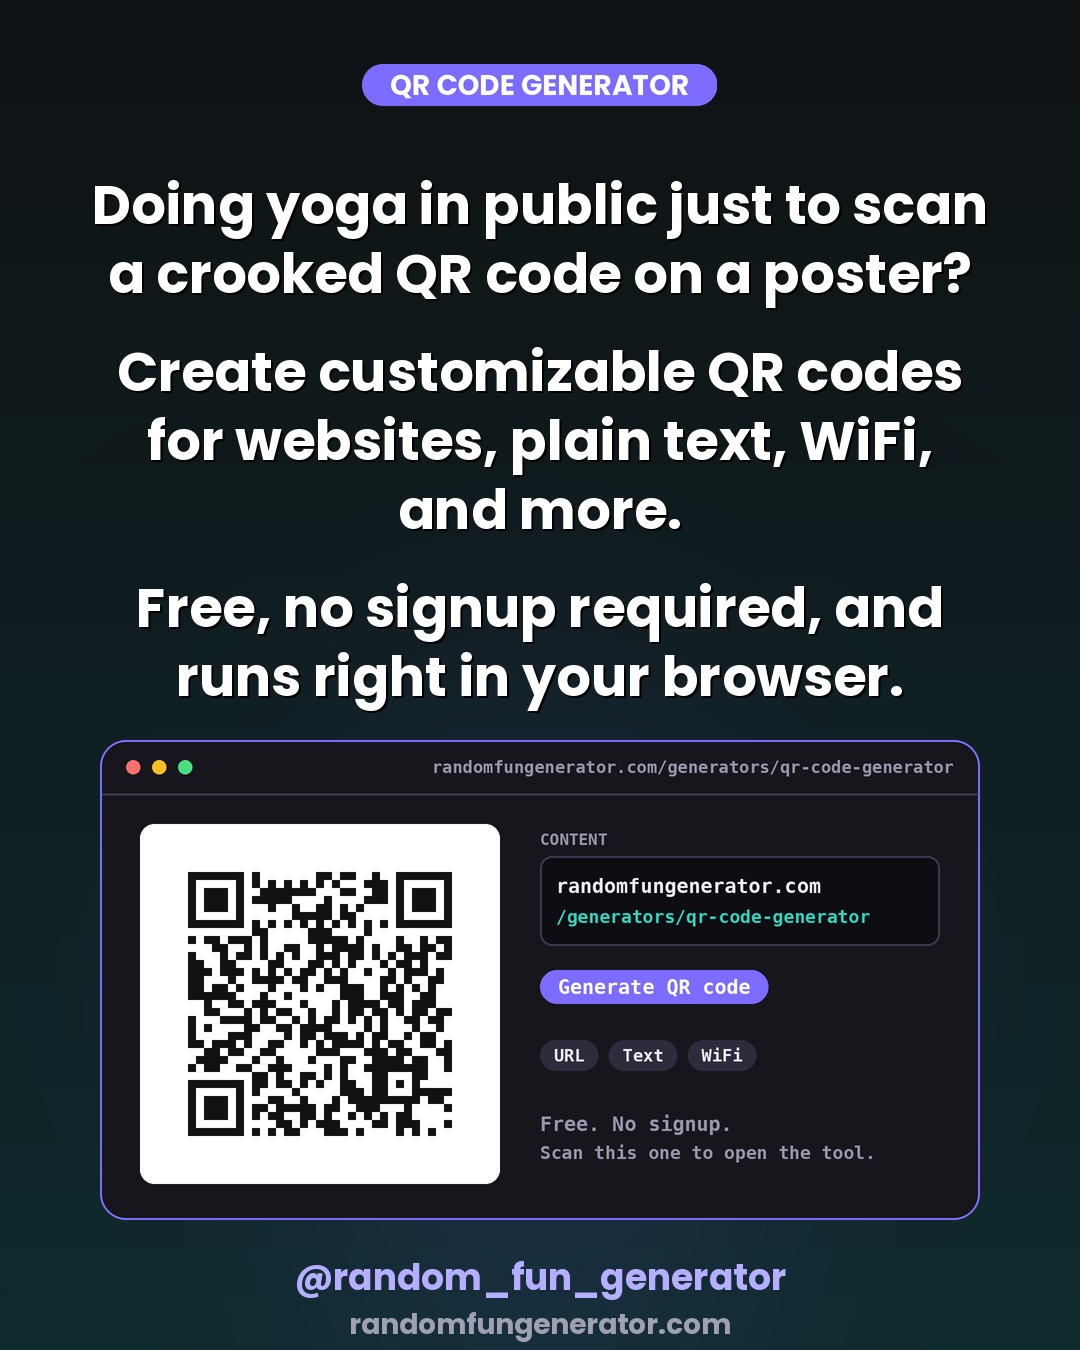 QR CODE GENERATOR
Doing yoga in public just to scan
a crooked QR code on a poster?
Create customizable QR codes
for websites, plain text, WiFi,
and more.
Free, no signup required, and
runs right in your browser.
randomfungenerator.com/generators/qr-code-generator
CONTENT
randomfungenerator.com
/generators/qr-code-generator
Generate QR code
URL Text WiFi
Free. No signup.
Scan this one to open the tool.
@random_fun_generator
randomfungenerator.com